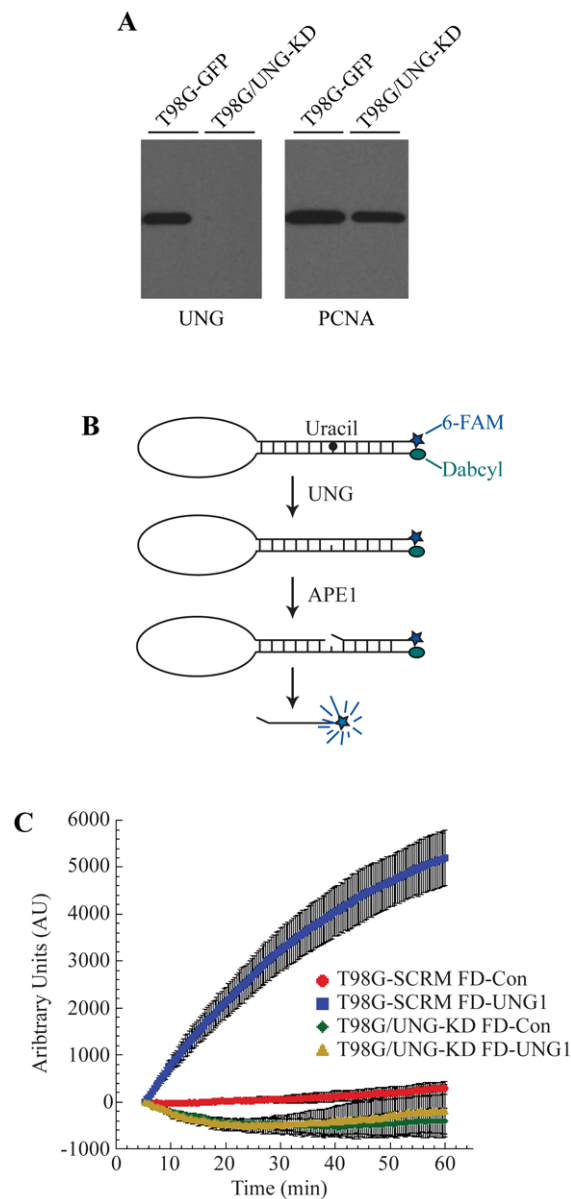 A
T98G-GFP
T98G/UNG-KD
T98G-GFP
T98G/UNG-KD
UNG
PCNA
B
Uracil
6-FAM
Dabcyl
UNG
APE1
C
6000
5000
4000
3000
2000
1000
0
-1000
Aribtrary Units (AU)
T98G-SCRM FD-Con
T98G-SCRM FD-UNG1
T98G/UNG-KD FD-Con
T98G/UNG-KD FD-UNG1
0 10 20 30 40 50 60
Time (min)